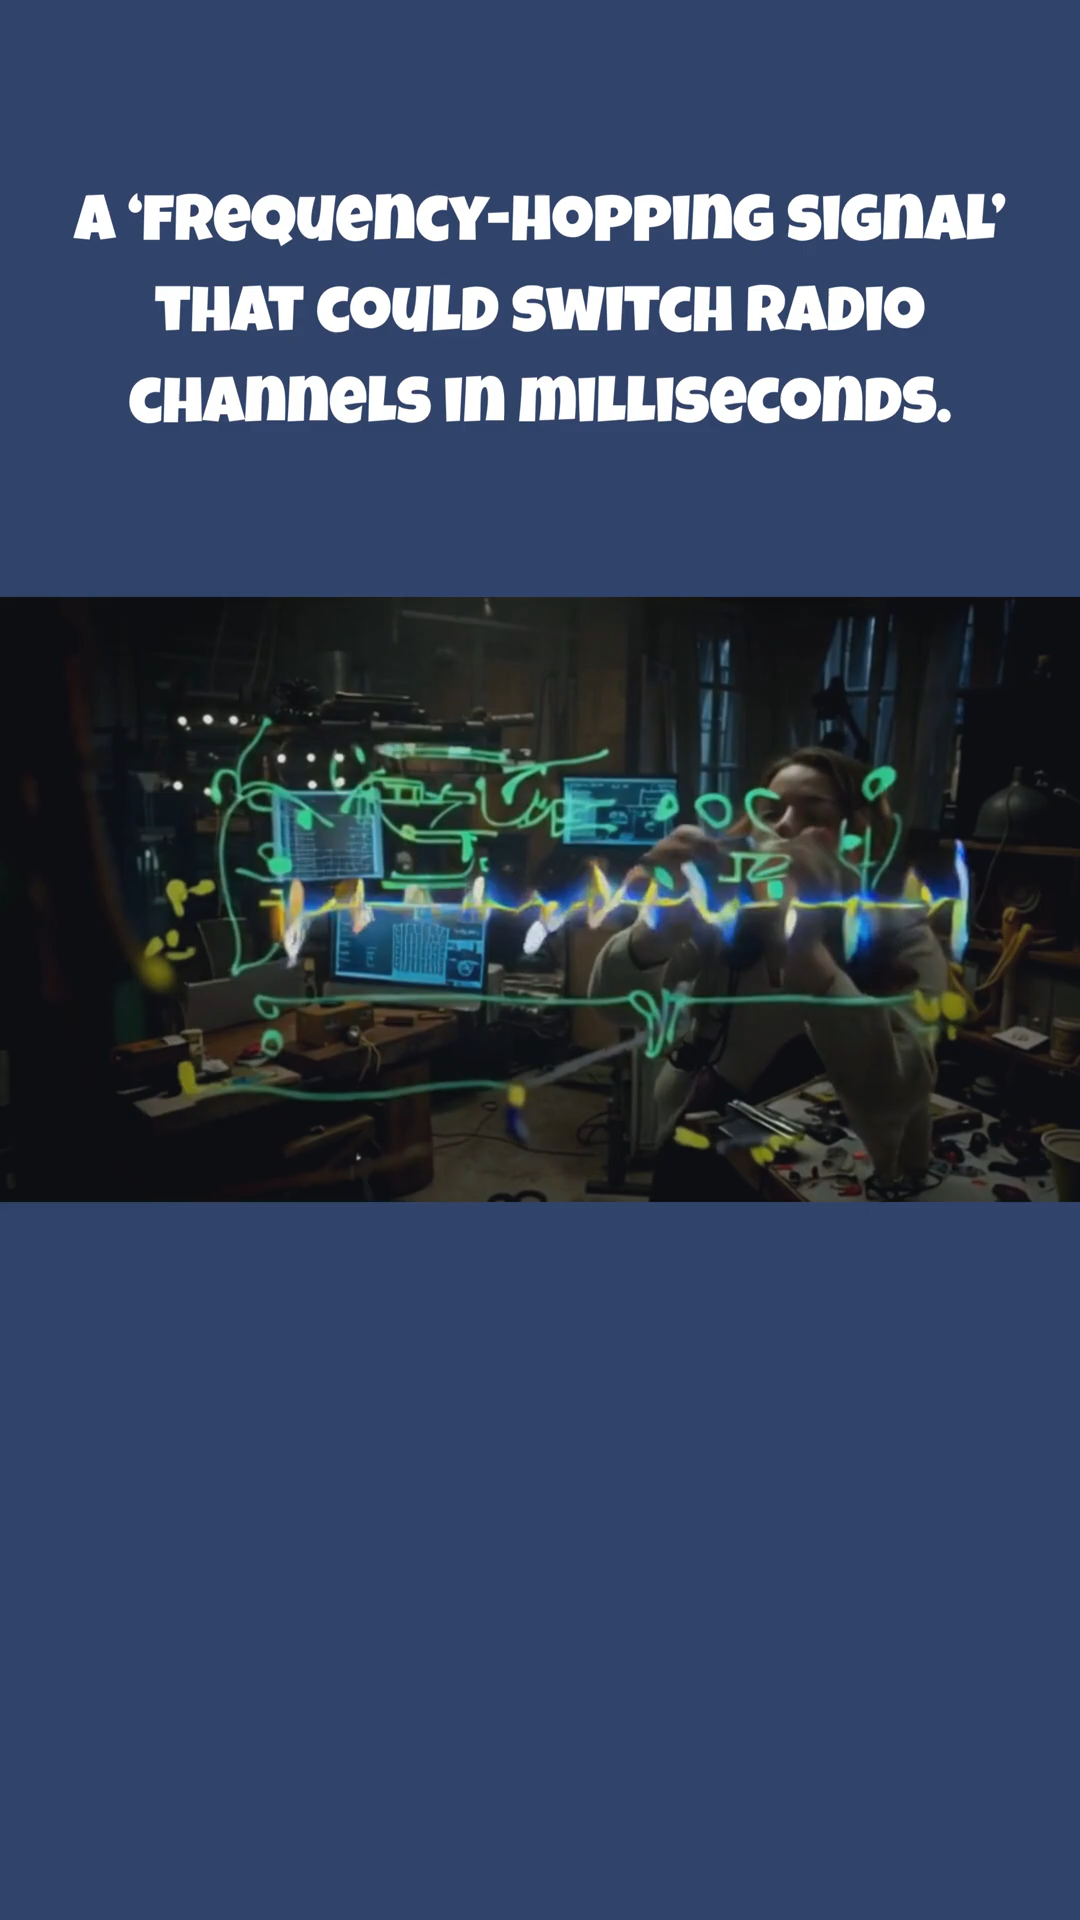 A ‘FREQUENCY-HOPPING SIGNAL’
THAT COULD SWITCH RADIO
CHANNELS IN MILLISECONDS.